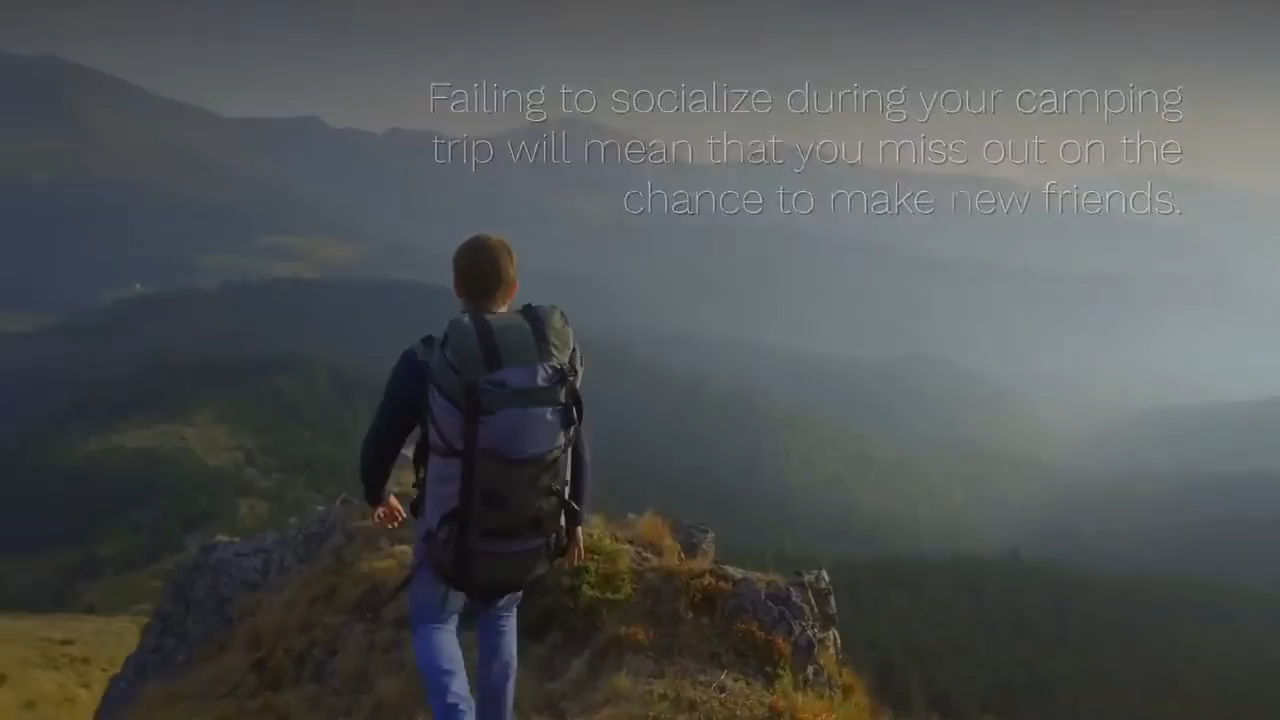 Failing to socialize during your camping
trip will mean that you miss out on the
chance to make new friends.